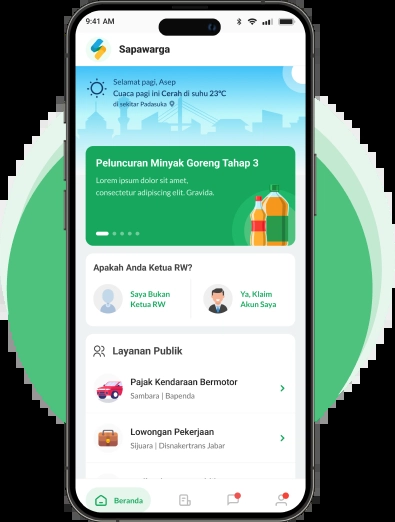 9:41 AM
Sapawarga
Selamat pagi, Asep
Cuaca pagi ini Cerah di suhu 23°C
di sekitar Padasuka
Peluncuran Minyak Goreng Tahap 3
Lorem ipsum dolor sit amet,
consectetur adipiscing elit. Gravida.
Apakah Anda Ketua RW?
Saya Bukan
Ketua RW
Ya, Klaim
Akun Saya
Layanan Publik
Pajak Kendaraan Bermotor
Sambara | Bapenda
Lowongan Pekerjaan
Sijuara | Disnakertrans Jabar
Beranda